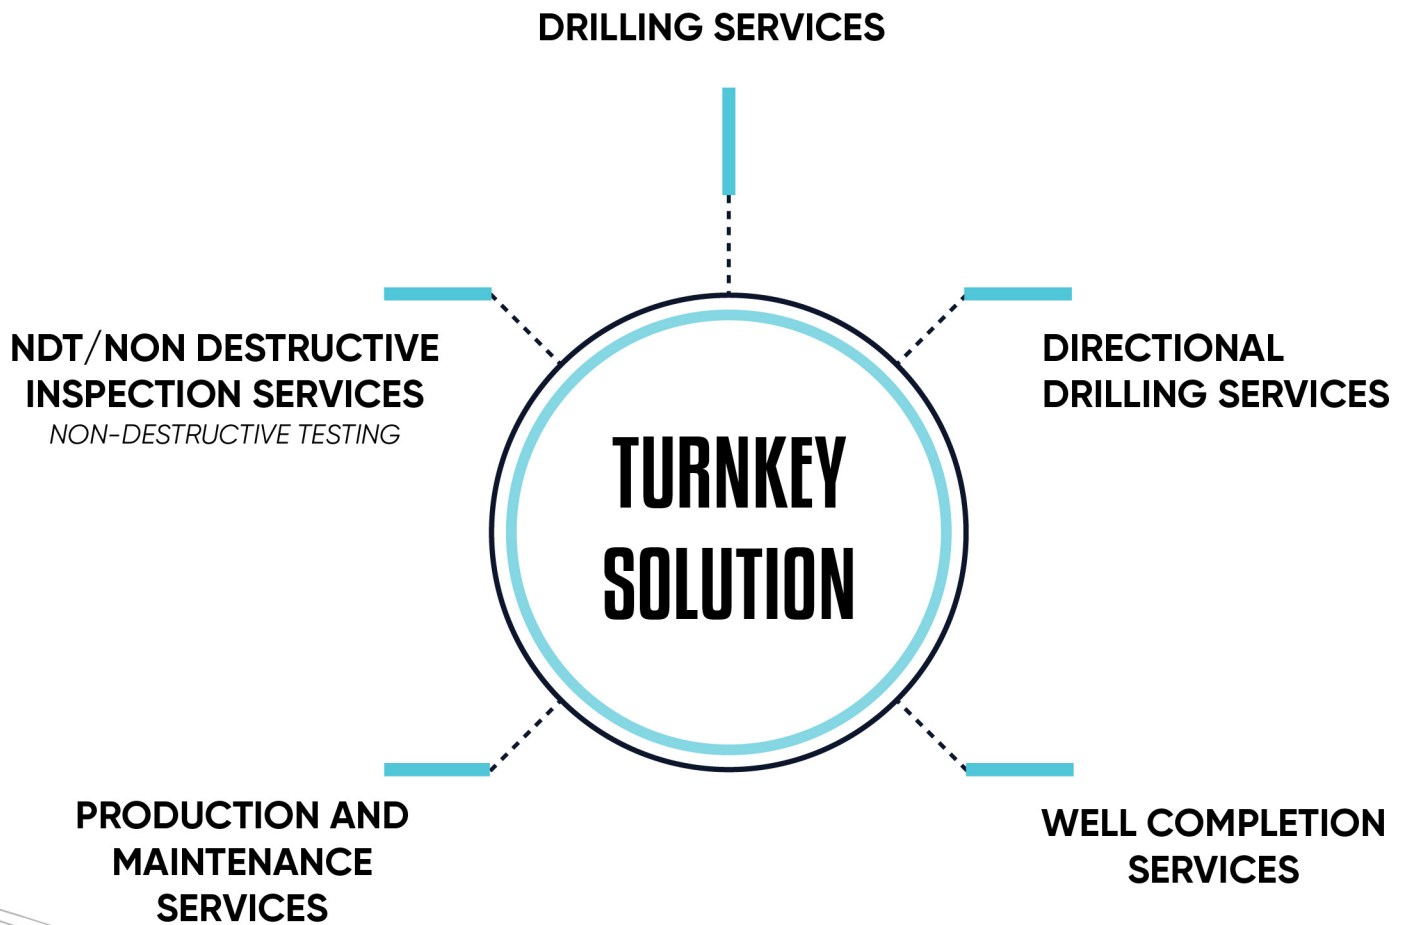 DRILLING SERVICES
NDT/NON DESTRUCTIVE
INSPECTION SERVICES
NON-DESTRUCTIVE TESTING
DIRECTIONAL
DRILLING SERVICES
TURNKEY
SOLUTION
PRODUCTION AND
MAINTENANCE
SERVICES
WELL COMPLETION
SERVICES